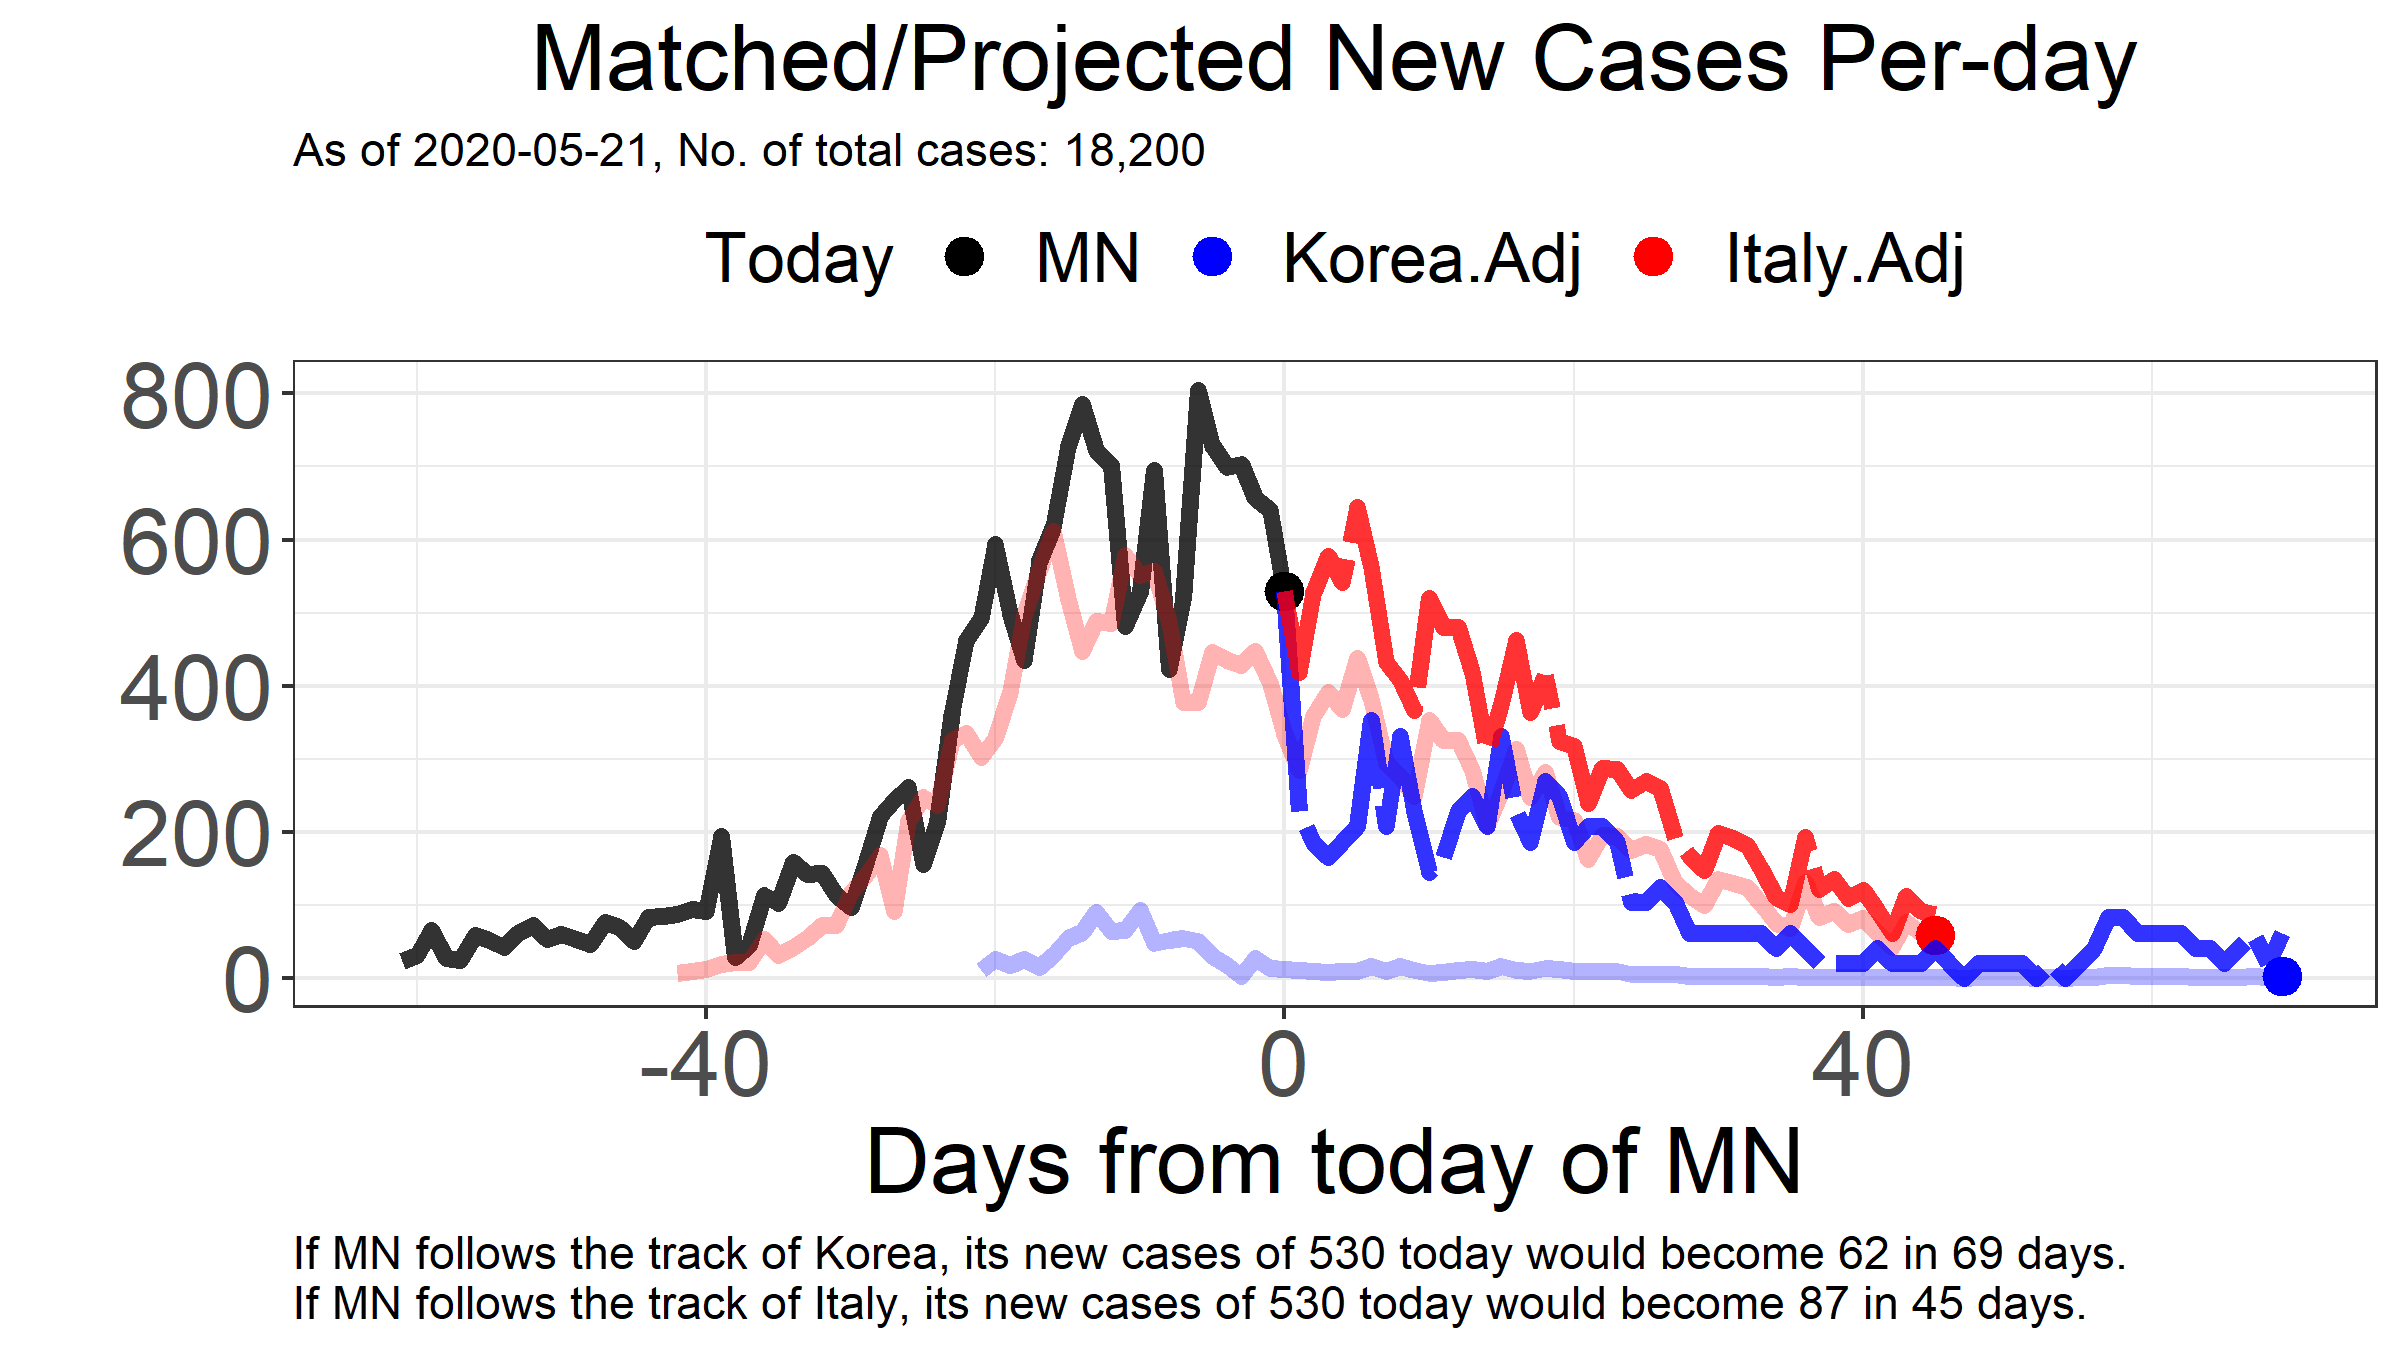 Matched/Projected New Cases Per-day
As of 2020-05-21, No. of total cases: 18,200
Today MN Korea.Adj Italy.Adj
800
600
400
200
0
-40 0 40
Days from today of MN
If MN follows the track of Korea, its new cases of 530 today would become 62 in 69 days.
If MN follows the track of Italy, its new cases of 530 today would become 87 in 45 days.